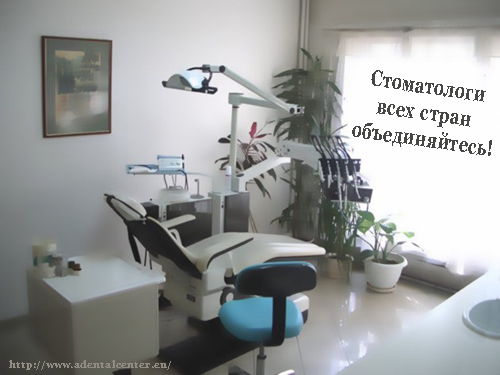 Стоматологи
всех стран
объединяйтесь!
http://www.adentalcenter.eu/